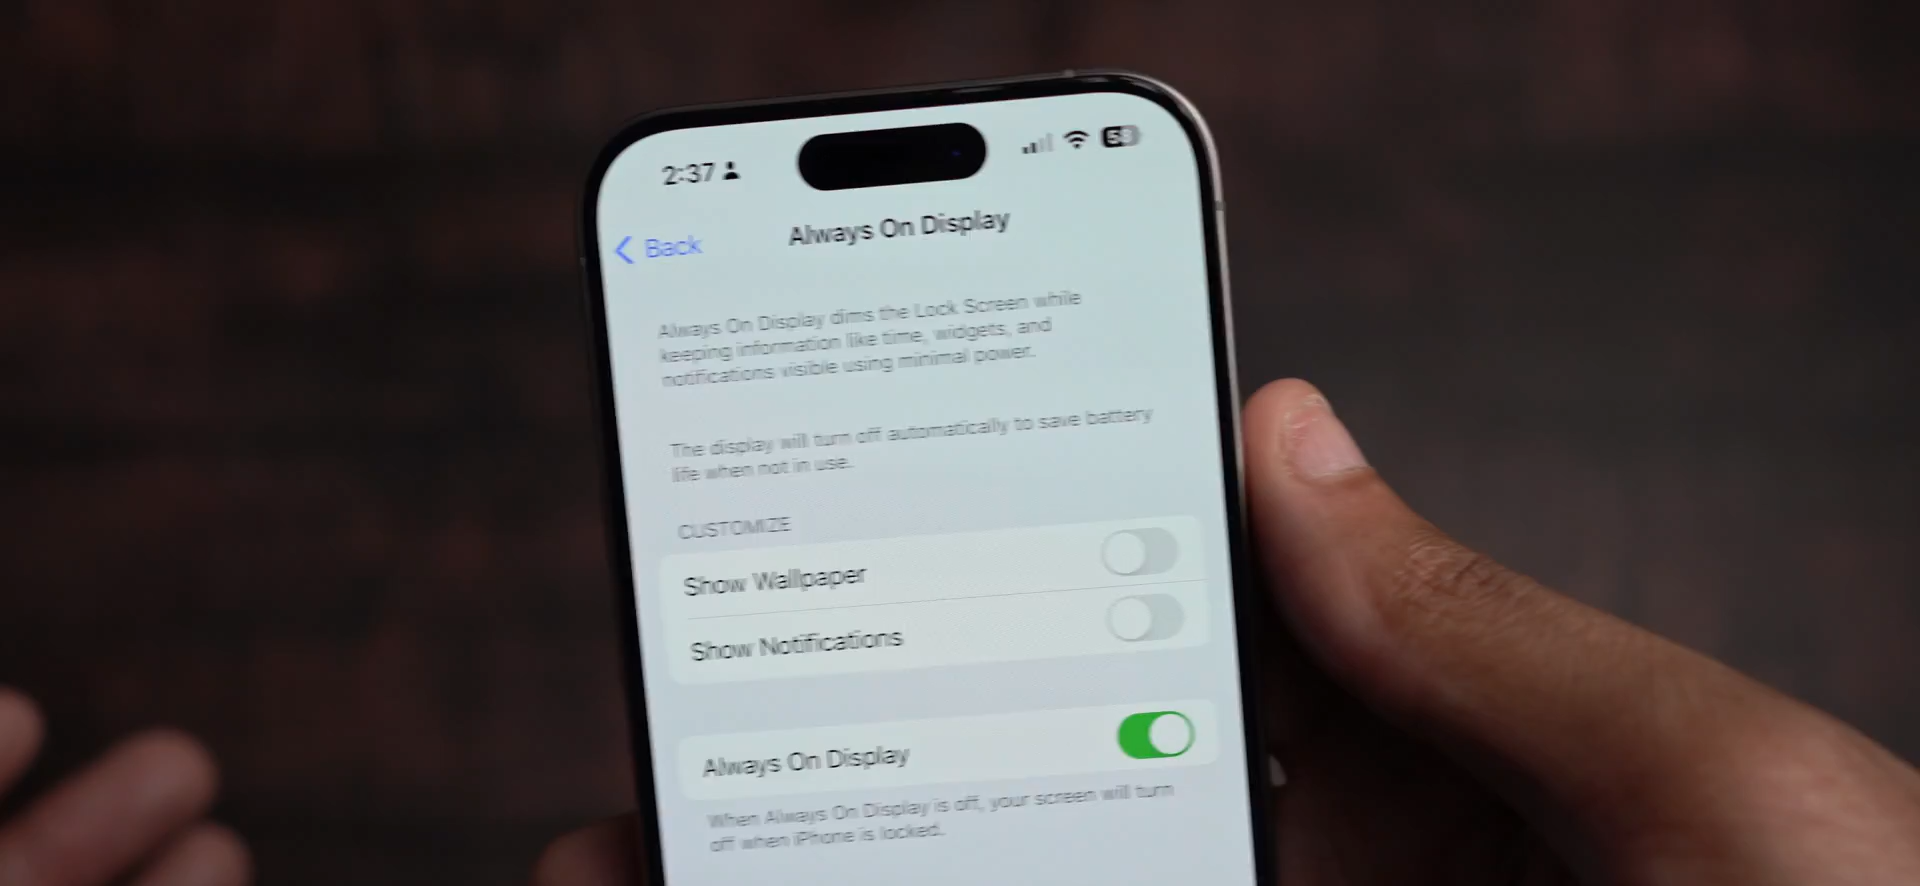 2:37
Back
Always On Display
Always On Display dims the Lock Screen while
keeping information like time, widgets, and
notifications visible using minimal power.
The display will turn off automatically to save battery
life when not in use.
CUSTOMIZE
Show Wallpaper
Show Notifications
Always On Display
When Always On Display is off, your screen will turn
off when iPhone is locked.